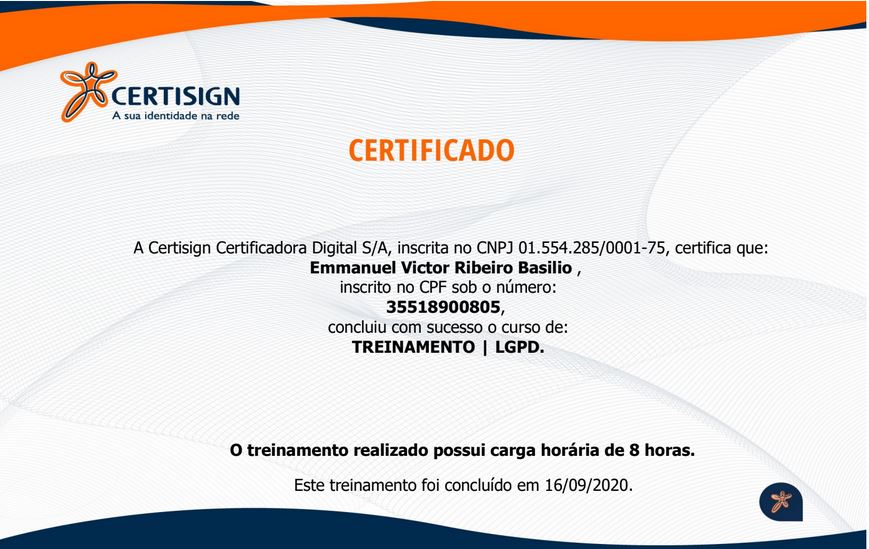 CERTISIGN
A sua identidade na rede
CERTIFICADO
A Certisign Certificadora Digital S/A, inscrita no CNPJ 01.554.285/0001-75, certifica que:
Emmanuel Victor Ribeiro Basilio ,
inscrito no CPF sob o número:
35518900805,
concluiu com sucesso o curso de:
TREINAMENTO | LGPD.
O treinamento realizado possui carga horária de 8 horas.
Este treinamento foi concluído em 16/09/2020.